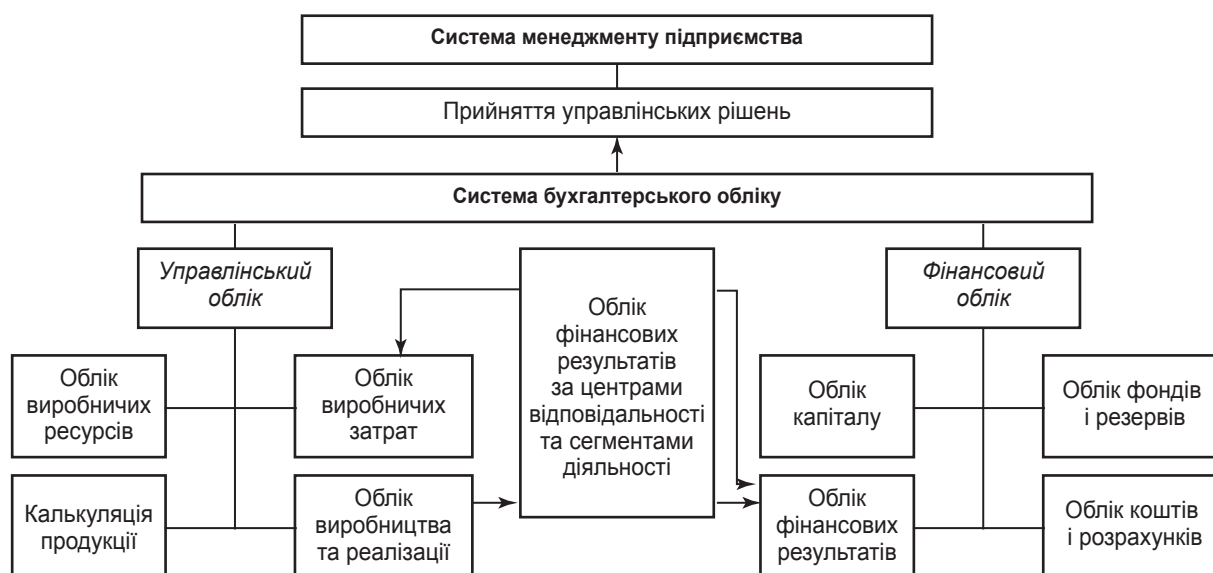 Система менеджменту підприємства
Прийняття управлінських рішень
Система бухгалтерського обліку
Управлінський
облік
Облік
фінансових
результатів
за центрами
відповідальності
та сегментами
діяльності
Фінансовий
облік
Облік
виробничих
ресурсів
Облік
виробничих
затрат
Облік
капіталу
Облік фондів
і резервів
Калькуляція
продукції
Облік
виробництва
та реалізації
Облік
фінансових
результатів
Облік коштів
і розрахунків